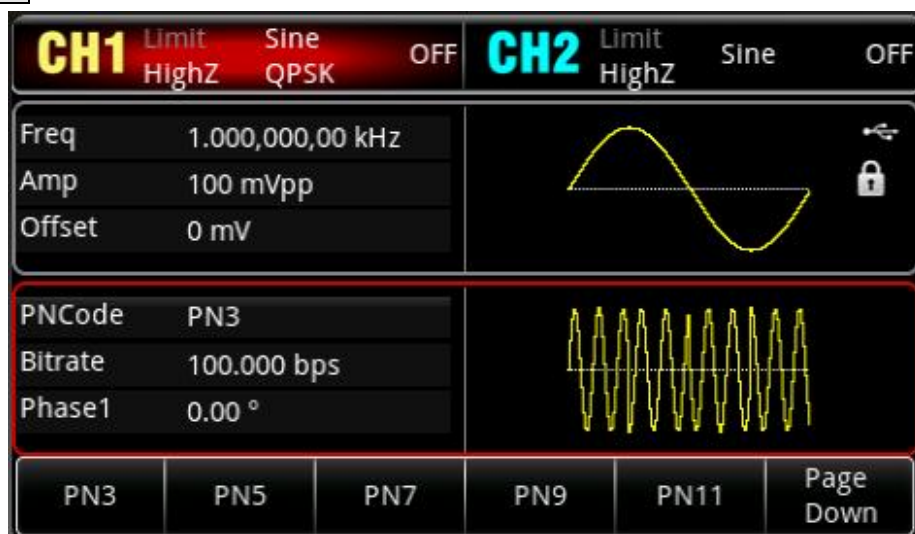 CH1 Limit Sine OFF CH2 Limit Sine OFF
HighZ QPSK HighZ
Freq 1.000,000,00 kHz
Amp 100 mVpp
Offset 0 mV
PNCode PN3
Bitrate 100.000 bps
Phase1 0.00 °
PN3 PN5 PN7 PN9 PN11 Page Down